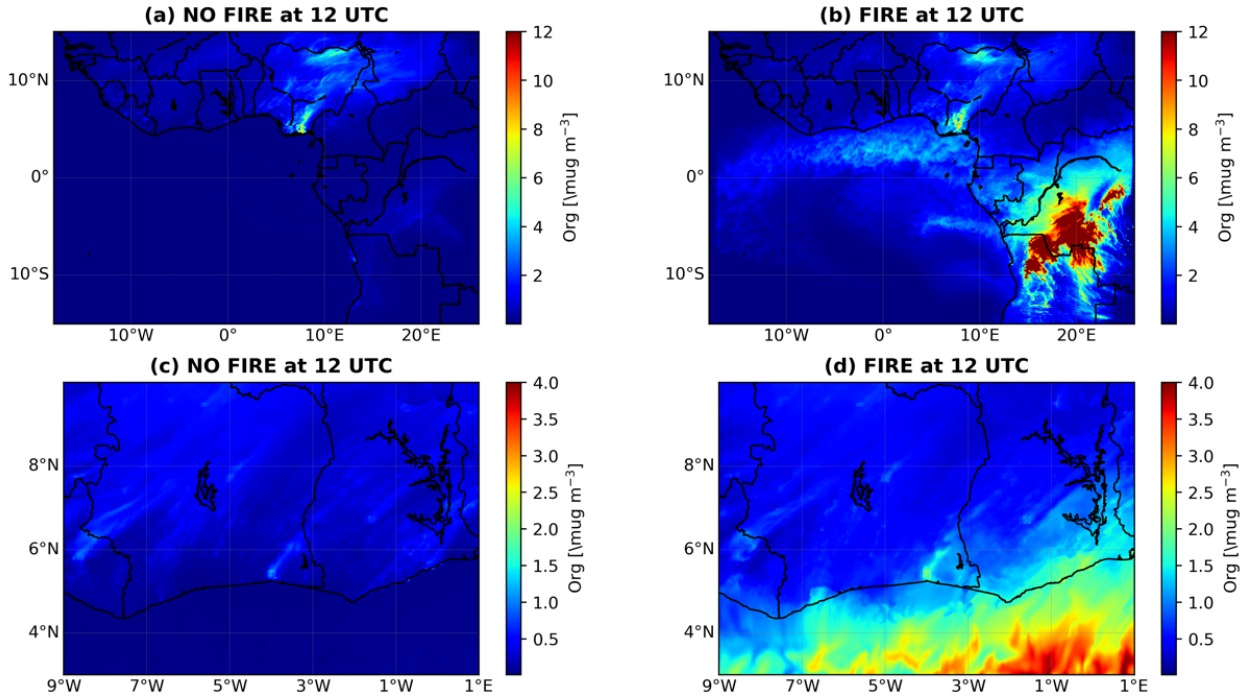 (a) NO FIRE at 12 UTC
10°N
0°
10°S
10°W
0°
10°E
20°E
12
10
8
6
4
2
Org [\mug m⁻³]
(b) FIRE at 12 UTC
10°N
0°
10°S
10°W
0°
10°E
20°E
12
10
8
6
4
2
Org [\mug m⁻³]
(c) NO FIRE at 12 UTC
8°N
6°N
4°N
9°W
7°W
5°W
3°W
1°W
1°E
4.0
3.5
3.0
2.5
2.0
1.5
1.0
0.5
Org [\mug m⁻³]
(d) FIRE at 12 UTC
8°N
6°N
4°N
9°W
7°W
5°W
3°W
1°W
1°E
4.0
3.5
3.0
2.5
2.0
1.5
1.0
0.5
Org [\mug m⁻³]